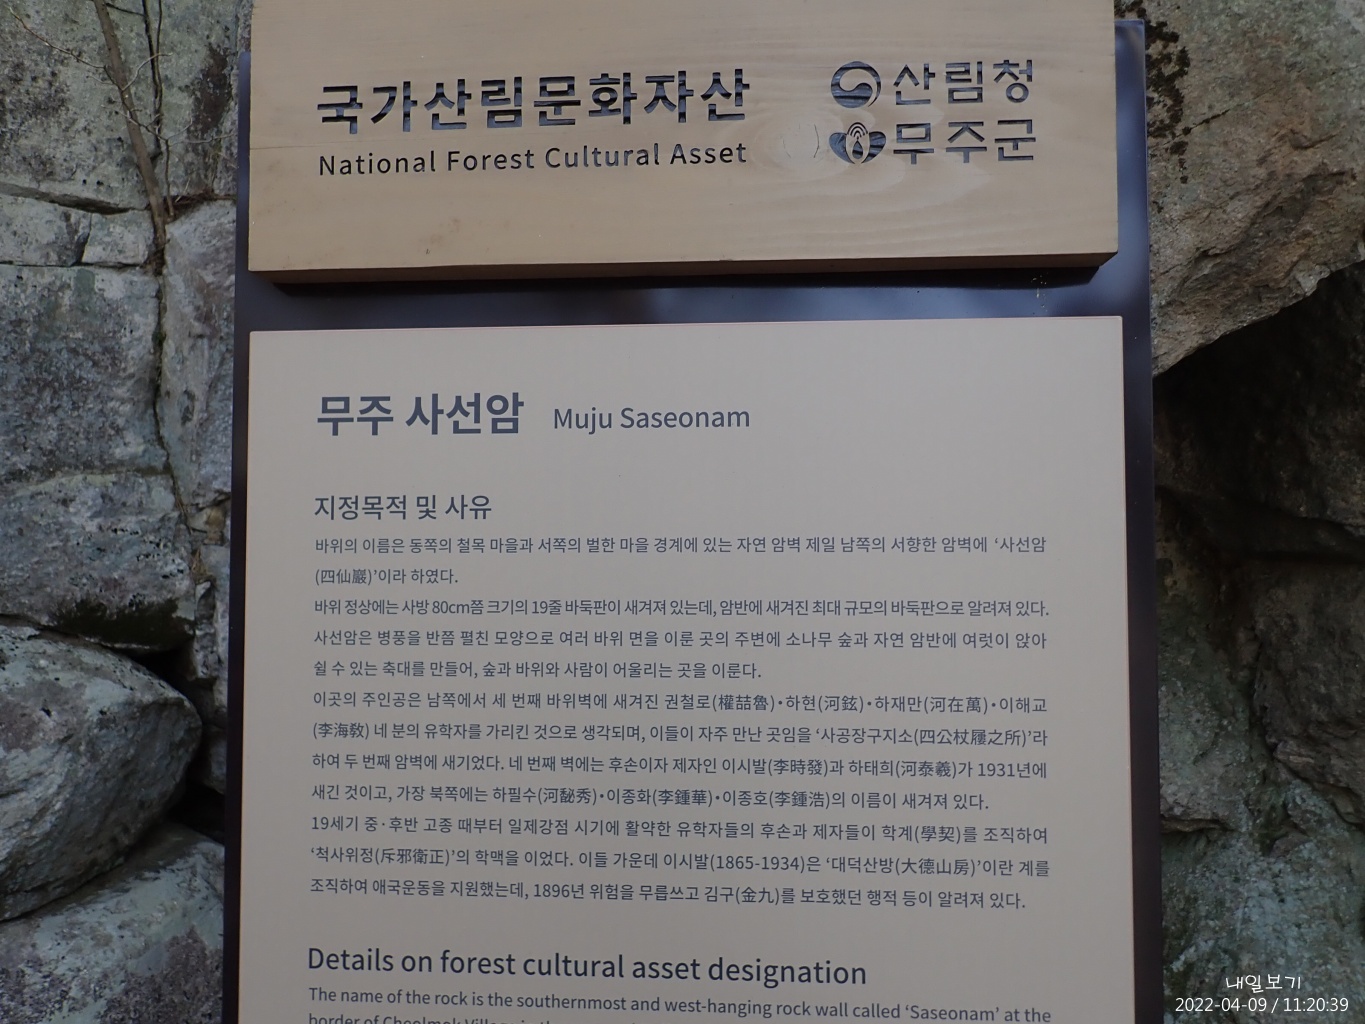 국가산림문화자산
National Forest Cultural Asset
산림청
무주군
무주 사선암 Muju Saseonam
지정목적 및 사유
바위의 이름은 동쪽의 철목 마을과 서쪽의 벌한 마을 경계에 있는 자연 암벽 제일 남쪽의 서향한 암벽에 ‘사선암
(四仙巖)’이라 하였다.
바위 정상에는 사방 80cm쯤 크기의 19줄 바둑판이 새겨져 있는데, 암반에 새겨진 최대 규모의 바둑판으로 알려져 있다.
사선암은 병풍을 반쯤 펼친 모양으로 여러 바위 면을 이룬 곳의 주변에 소나무 숲과 자연 암반에 여럿이 앉아
쉴 수 있는 축대를 만들어, 숲과 바위와 사람이 어울리는 곳을 이룬다.
이곳의 주인공은 남쪽에서 세 번째 바위벽에 새겨진 권철로(權喆魯)•하현(河鉉)•하재만(河在萬)•이해교
(李海敎) 네 분의 유학자를 가리킨 것으로 생각되며, 이들이 자주 만난 곳임을 ‘사공장구지소(四公杖屨之所)’라
하여 두 번째 암벽에 새기었다. 네 번째 벽에는 후손이자 제자인 이시발(李時發)과 하태희(河泰羲)가 1931년에
새긴 것이고, 가장 북쪽에는 하필수(河馝秀)•이종화(李鍾華)•이종호(李鍾浩)의 이름이 새겨져 있다.
19세기 중·후반 고종 때부터 일제강점 시기에 활약한 유학자들의 후손과 제자들이 학계(學契)를 조직하여
‘척사위정(斥邪衛正)’의 학맥을 이었다. 이들 가운데 이시발(1865-1934)은 ‘대덕산방(大德山房)’이란 계를
조직하여 애국운동을 지원했는데, 1896년 위험을 무릅쓰고 김구(金九)를 보호했던 행적 등이 알려져 있다.
Details on forest cultural asset designation
The name of the rock is the southernmost and west-hanging rock wall called ‘Saseonam’ at the
border of Cheolmok Village in the
내일보기
2022-04-09 / 11:20:39